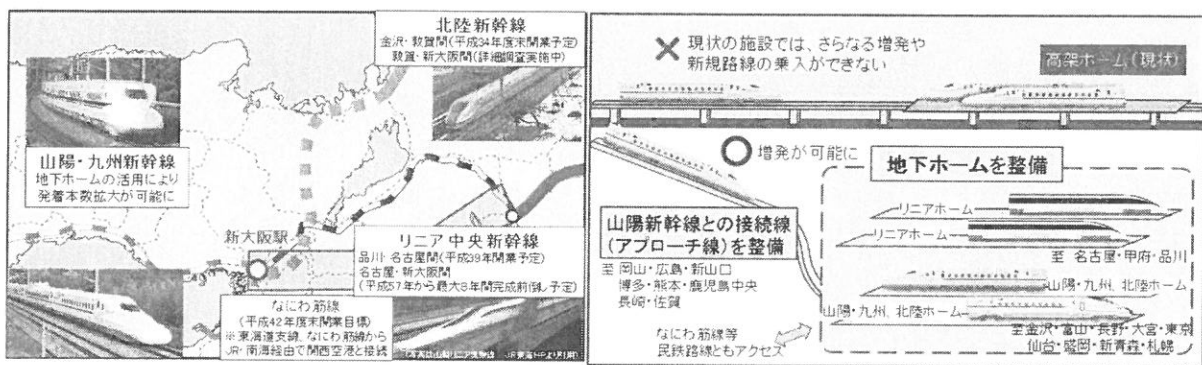 北陸新幹線
金沢・敦賀間(平成34年度末開業予定)
敦賀・新大阪間(詳細調査実施中)
山陽・九州新幹線
地下ホームの活用により
発着本数拡大が可能に
新大阪駅
リニア中央新幹線
品川・名古屋間(平成39年開業予定)
名古屋・新大阪間
(平成57年から最大8年間完成前倒し予定)
なにわ筋線
(平成42年度末開業目標)
※東海道支線、なにわ筋線から
JR・南海経由で関西空港と接続
JR東海HPより引用)
× 現状の施設では、さらなる増発や
新規路線の乗入ができない
高架ホーム(現状)
○ 増発が可能に
地下ホームを整備
リニアホーム
リニアホーム
至 名古屋・甲府・品川
山陽・九州、北陸ホーム
山陽・九州、北陸ホーム
至金沢・富山・長野・大宮・東京
仙台・盛岡・新青森・札幌
山陽新幹線との接続線
(アプローチ線)を整備
至 岡山・広島・新山口
博多・熊本・鹿児島中央
長崎・佐賀
なにわ筋線等
民鉄路線ともアクセス